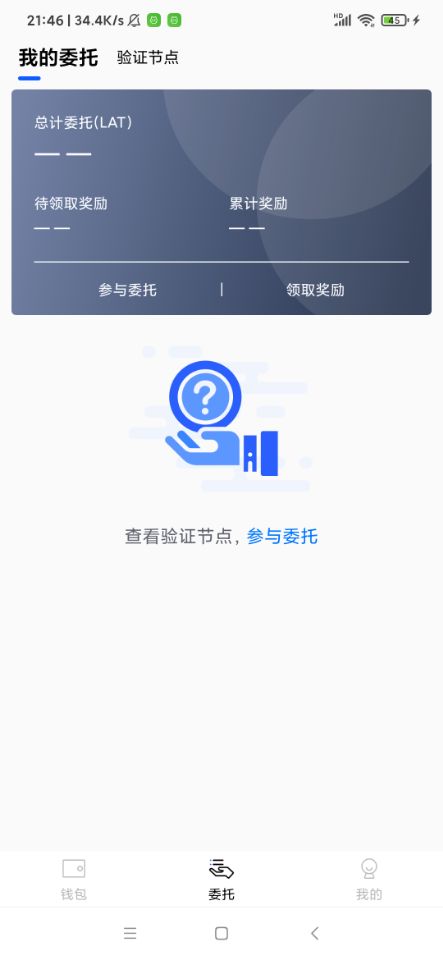 21:46 | 34.4K/s HD 45
我的委托 验证节点
总计委托(LAT)
— —
待领取奖励 累计奖励
— — — —
参与委托 | 领取奖励
?
查看验证节点，参与委托
钱包 委托 我的